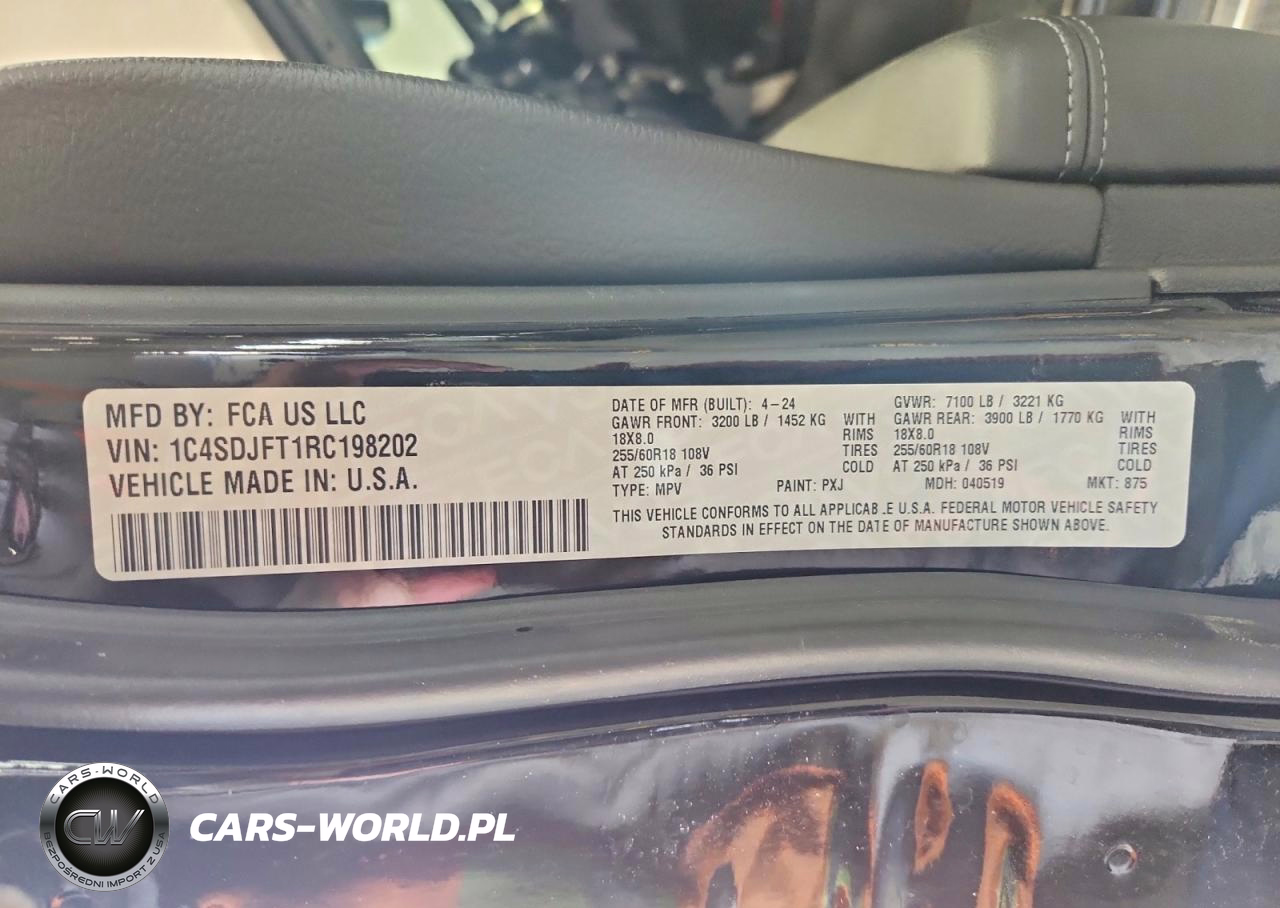 MFD BY: FCA US LLC
VIN: 1C4SDJFT1RC198202
VEHICLE MADE IN: U.S.A.
DATE OF MFR (BUILT): 4-24
GAWR FRONT: 3200 LB / 1452 KG WITH
18X8.0 RIMS
255/60R18 108V TIRES
AT 250 kPa / 36 PSI COLD
GVWR: 7100 LB / 3221 KG
GAWR REAR: 3900 LB / 1770 KG WITH
18X8.0 RIMS
255/60R18 108V TIRES
AT 250 kPa / 36 PSI COLD
TYPE: MPV PAINT: PXJ MDH: 040519 MKT: 875
THIS VEHICLE CONFORMS TO ALL APPLICAB .E U.S.A. FEDERAL MOTOR VEHICLE SAFETY
STANDARDS IN EFFECT ON THE DATE OF MANUFACTURE SHOWN ABOVE.
CARS-WORLD
CW
BEZPOŚREDNI IMPORT Z USA
CARS-WORLD.PL